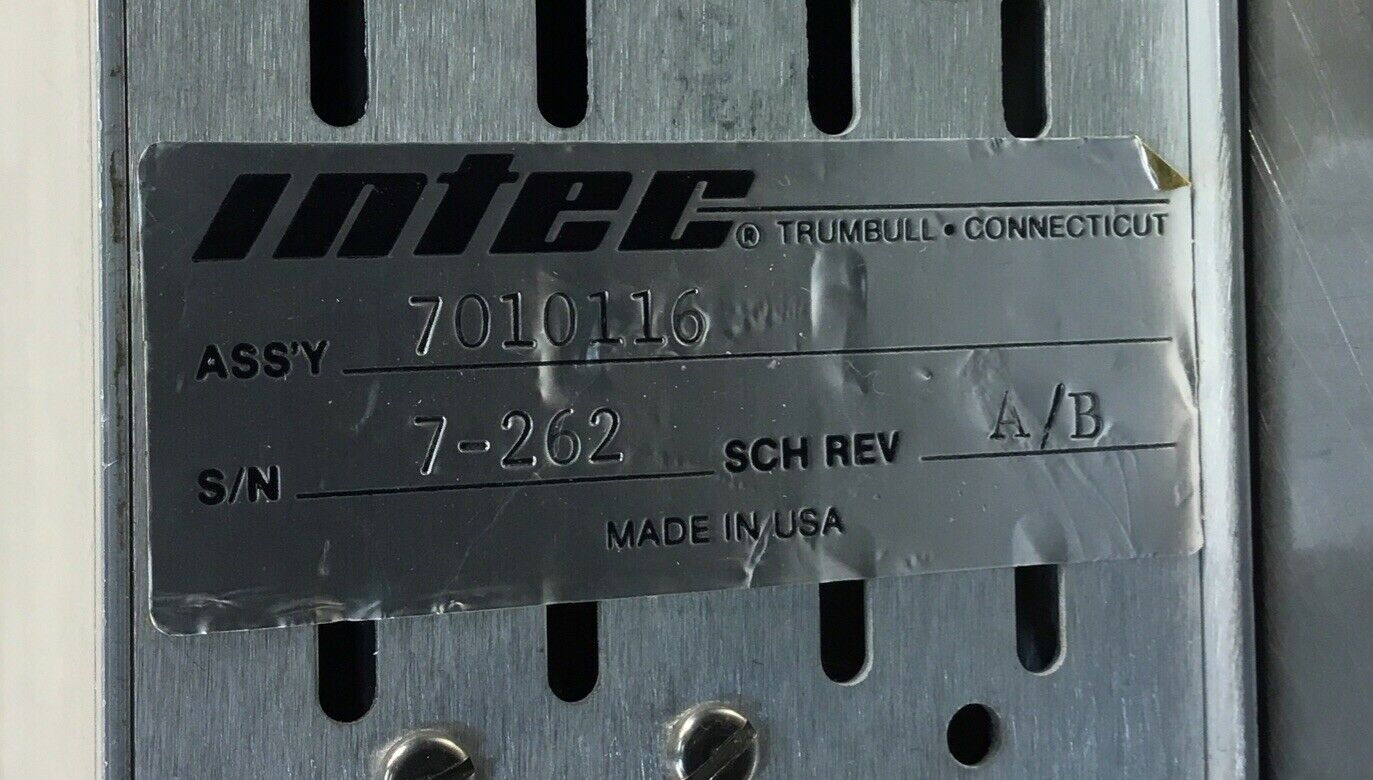 intec® TRUMBULL • CONNECTICUT
ASS'Y 7010116
S/N 7-262 SCH REV A/B
MADE IN USA